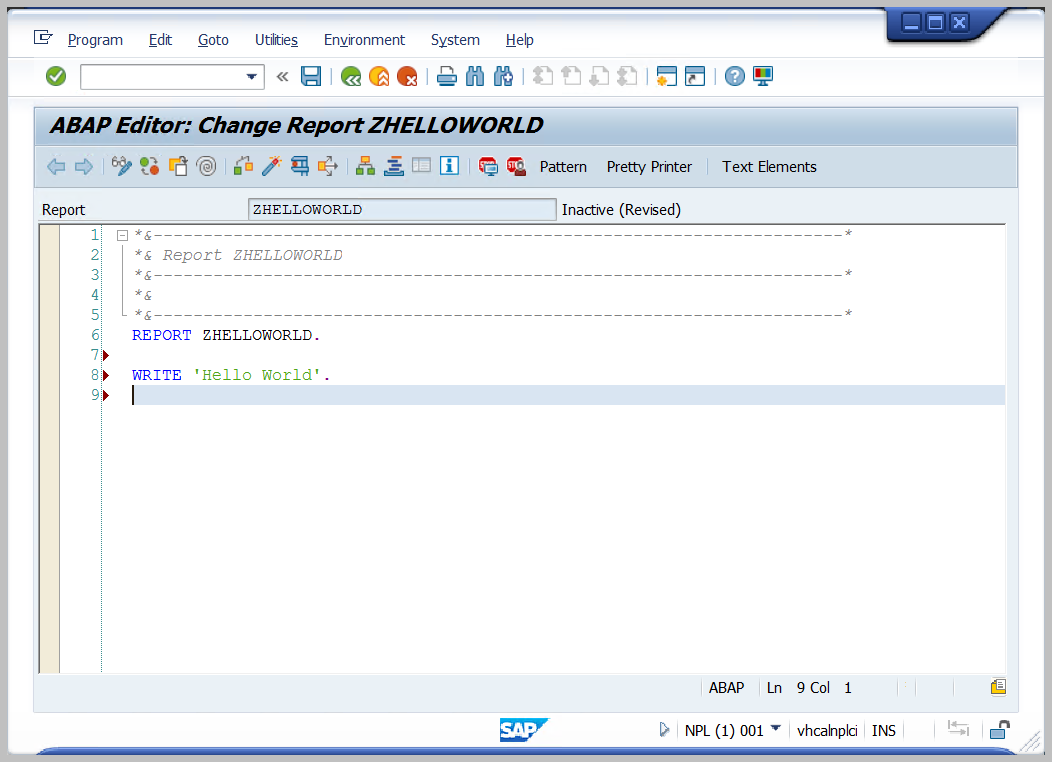 Program Edit Goto Utilities Environment System Help
ABAP Editor: Change Report ZHELLOWORLD
Pattern Pretty Printer Text Elements
Report ZHELLOWORLD Inactive (Revised)
1 *&---------------------------------------------------------------------*
2 *& Report ZHELLOWORLD
3 *&---------------------------------------------------------------------*
4 *&
5 *&---------------------------------------------------------------------*
6 REPORT ZHELLOWORLD.
7
8 WRITE 'Hello World'.
9
ABAP Ln 9 Col 1
SAP NPL (1) 001 vhcalnplci INS